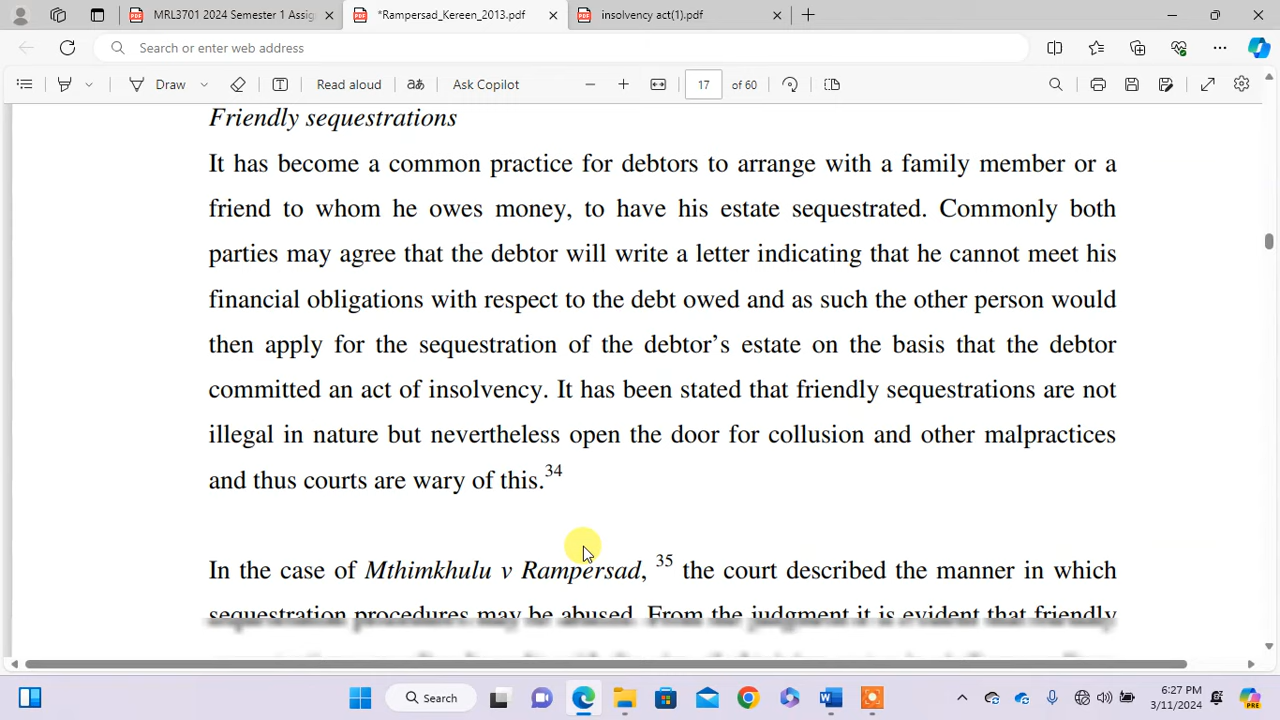 MRL3701 2024 Semester 1 Assig
*Rampersad_Kereen_2013.pdf
insolvency act(1).pdf
Search or enter web address
Draw
Read aloud
aあ
Ask Copilot
17
of 60
Friendly sequestrations
It has become a common practice for debtors to arrange with a family member or a
friend to whom he owes money, to have his estate sequestrated. Commonly both
parties may agree that the debtor will write a letter indicating that he cannot meet his
financial obligations with respect to the debt owed and as such the other person would
then apply for the sequestration of the debtor’s estate on the basis that the debtor
committed an act of insolvency. It has been stated that friendly sequestrations are not
illegal in nature but nevertheless open the door for collusion and other malpractices
and thus courts are wary of this.34
In the case of Mthimkhulu v Rampersad, 35 the court described the manner in which
sequestration procedures may be abused. From the judgment it is evident that friendly
Search
6:27 PM
3/11/2024
PRE